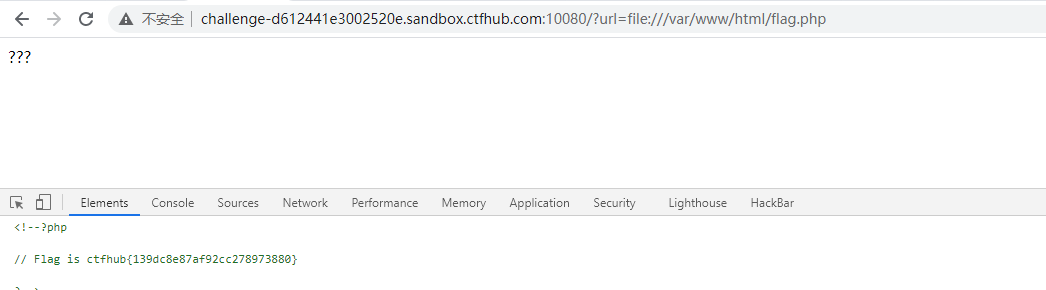 不安全 challenge-d612441e3002520e.sandbox.ctfhub.com:10080/?url=file:///var/www/html/flag.php
???
Elements Console Sources Network Performance Memory Application Security Lighthouse HackBar
<!--?php
// Flag is ctfhub{139dc8e87af92cc278973880}